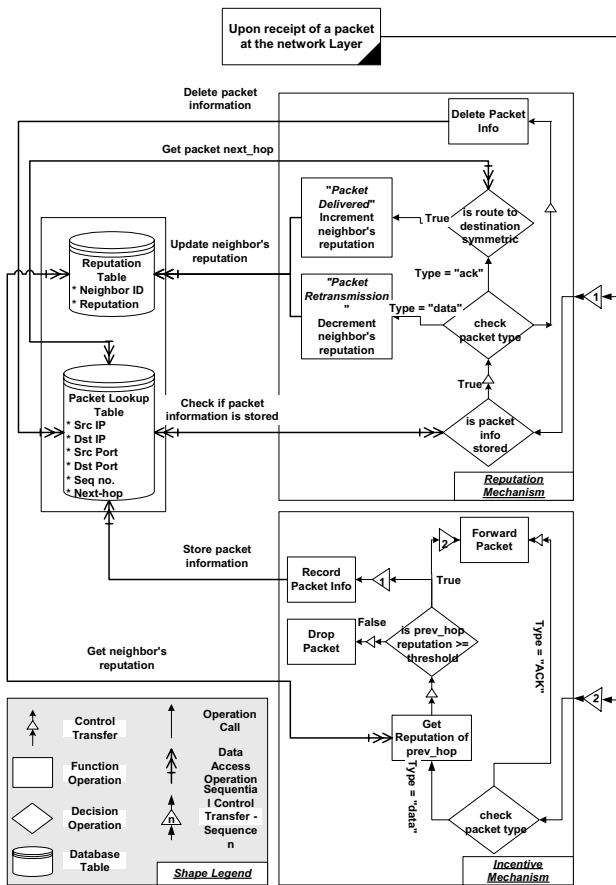 Upon receipt of a packet
at the network Layer
Delete packet
information
Delete Packet
Info
Get packet next_hop
"Packet
Delivered"
Increment
neighbor's
reputation
True
is route to
destination
symmetric
Type = "ack"
Update neighbor's
reputation
Reputation
Table
* Neighbor ID
* Reputation
"Packet
Retransmission
"
Decrement
neighbor's
reputation
Type = "data"
check
packet type
1
True
Packet Lookup
Table
* Src IP
* Dst IP
* Src Port
* Dst Port
* Seq no.
* Next-hop
Check if packet
information is stored
is packet
info
stored
Reputation
Mechanism
Store packet
information
Record
Packet Info
1
2
Forward
Packet
True
Drop
Packet
False
is prev_hop
reputation >=
threshold
Type = "ACK"
Get neighbor's
reputation
2
Get
Reputation of
prev_hop
Type = "data"
check
packet type
Incentive
Mechanism
Control
Transfer
Operation
Call
Function
Operation
Data
Access
Operation
Decision
Operation
n
Sequentia
l Control
Transfer -
Sequence
n
Database
Table
Shape Legend